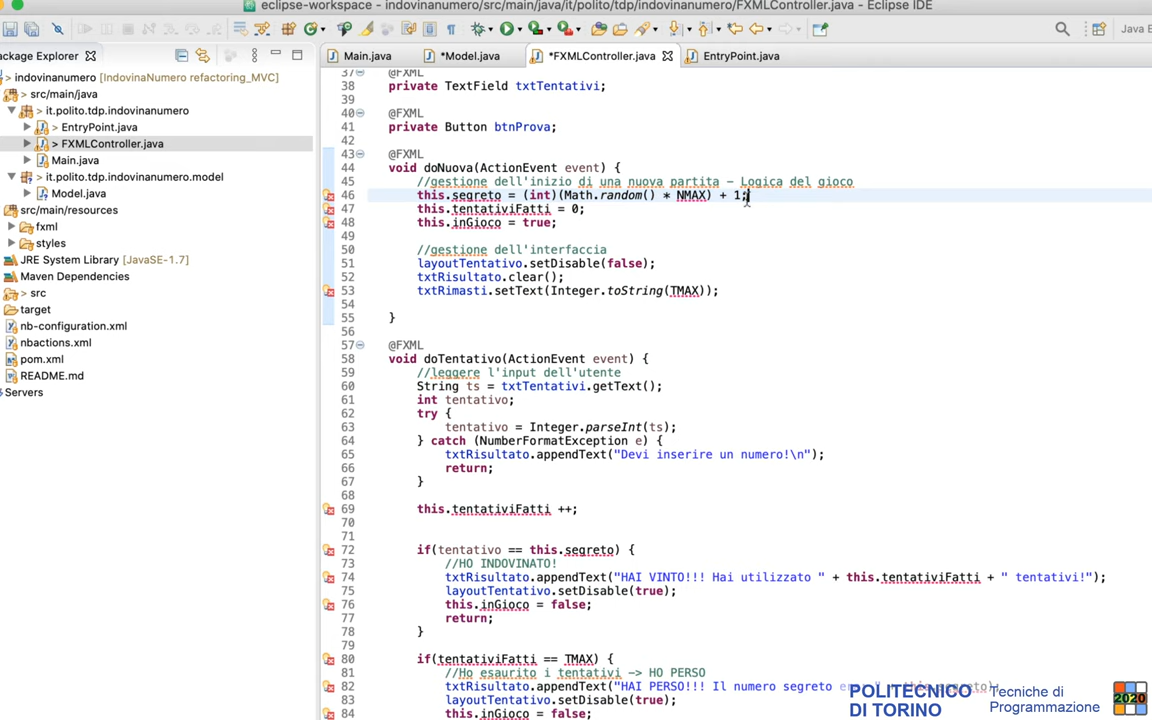 eclipse-workspace - indovinanumero/src/main/java/it/polito/tdp/indovinanumero/FXMLController.java - Eclipse IDE
Java E
Package Explorer
Main.java
*Model.java
*FXMLController.java
EntryPoint.java
indovinanumero [IndovinaNumero refactoring_MVC]
src/main/java
it.polito.tdp.indovinanumero
> EntryPoint.java
> FXMLController.java
Main.java
it.polito.tdp.indovinanumero.model
Model.java
src/main/resources
fxml
styles
JRE System Library [JavaSE-1.7]
Maven Dependencies
src
target
nb-configuration.xml
nbactions.xml
pom.xml
README.md
Servers
37 @FXML
38 private TextField txtTentativi;
39
40 @FXML
41 private Button btnProva;
42
43 @FXML
44 void doNuova(ActionEvent event) {
45 //gestione dell'inizio di una nuova partita - Logica del gioco
46 this.segreto = (int)(Math.random() * NMAX) + 1;
47 this.tentativiFatti = 0;
48 this.inGioco = true;
49
50 //gestione dell'interfaccia
51 layoutTentativo.setDisable(false);
52 txtRisultato.clear();
53 txtRimasti.setText(Integer.toString(TMAX));
54
55 }
56
57 @FXML
58 void doTentativo(ActionEvent event) {
59 //leggere l'input dell'utente
60 String ts = txtTentativi.getText();
61 int tentativo;
62 try {
63 tentativo = Integer.parseInt(ts);
64 } catch (NumberFormatException e) {
65 txtRisultato.appendText("Devi inserire un numero!\n");
66 return;
67 }
68
69 this.tentativiFatti ++;
70
71
72 if(tentativo == this.segreto) {
73 //HO INDOVINATO!
74 txtRisultato.appendText("HAI VINTO!!! Hai utilizzato " + this.tentativiFatti + " tentativi!");
75 layoutTentativo.setDisable(true);
76 this.inGioco = false;
77 return;
78 }
79
80 if(tentativiFatti == TMAX) {
81 //Ho esaurito i tentativi -> HO PERSO
82 txtRisultato.appendText("HAI PERSO!!! Il numero segreto
83 layoutTentativo.setDisable(true);
84 this.inGioco = false;
POLITECNICO
DI TORINO
Tecniche di
Programmazione
2020